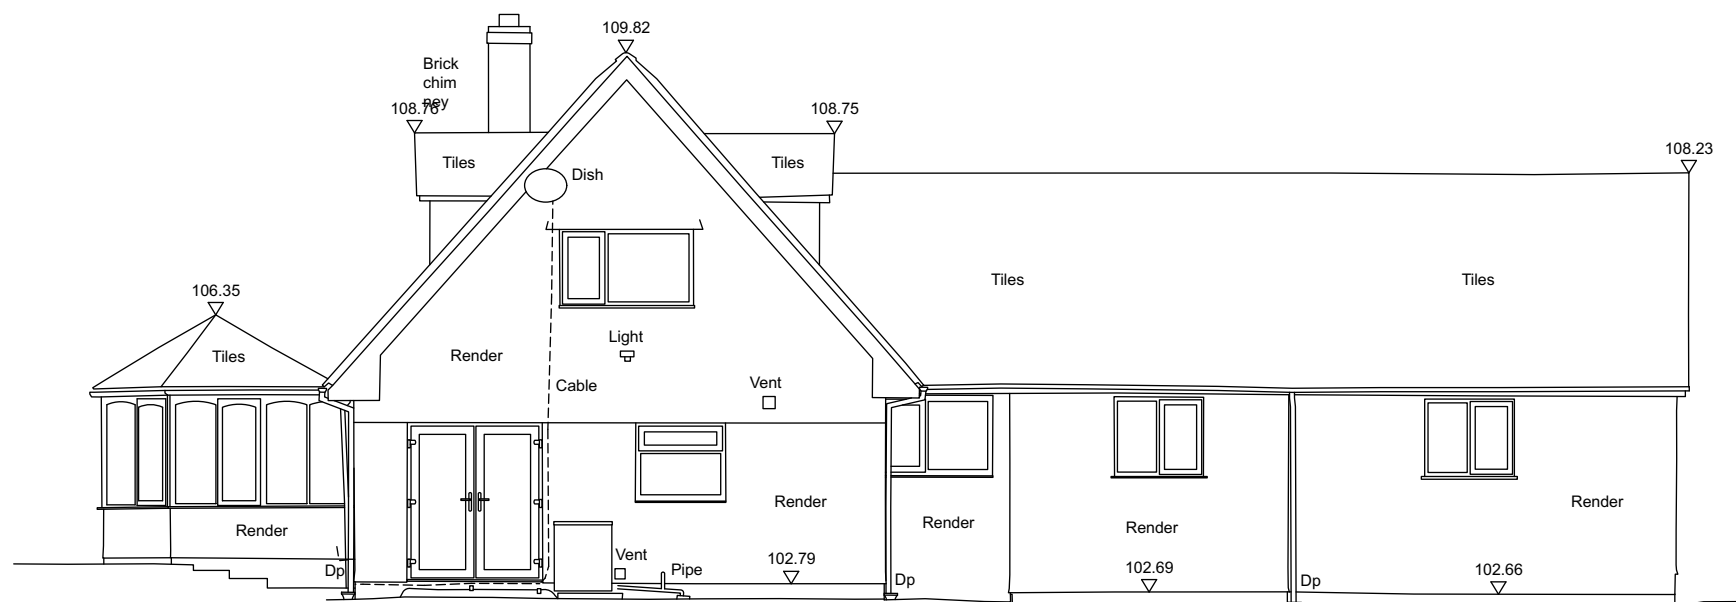 109.82
Brick
chim
ney
108.76
108.75
Tiles
Tiles
108.23
Dish
Tiles
Tiles
106.35
Light
Tiles
Render
Cable
Vent
Render
Render
Render
Render
Render
Vent
Dp
Pipe
102.79
Dp
102.69
Dp
102.66